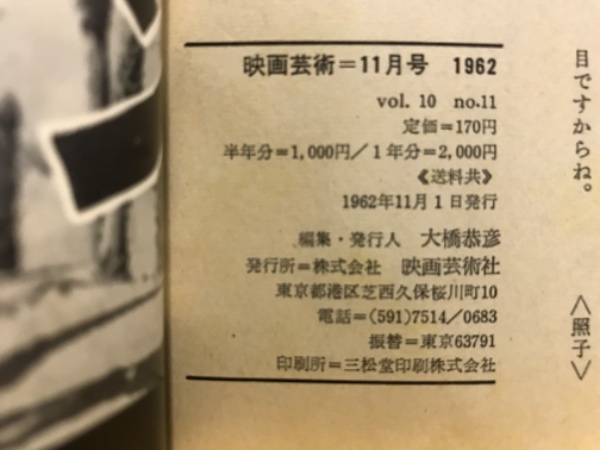 映画芸術=11月号 1962
vol. 10 no.11
定価=170円
半年分=1,000円/1年分=2,000円
《送料共》
1962年11月1日発行
編集・発行人 大橋恭彦
発行所=株式会社 映画芸術社
東京都港区芝西久保桜川町10
電話=(591)7514/0683
振替=東京63791
印刷所=三松堂印刷株式会社
目ですからね。
〈照子〉